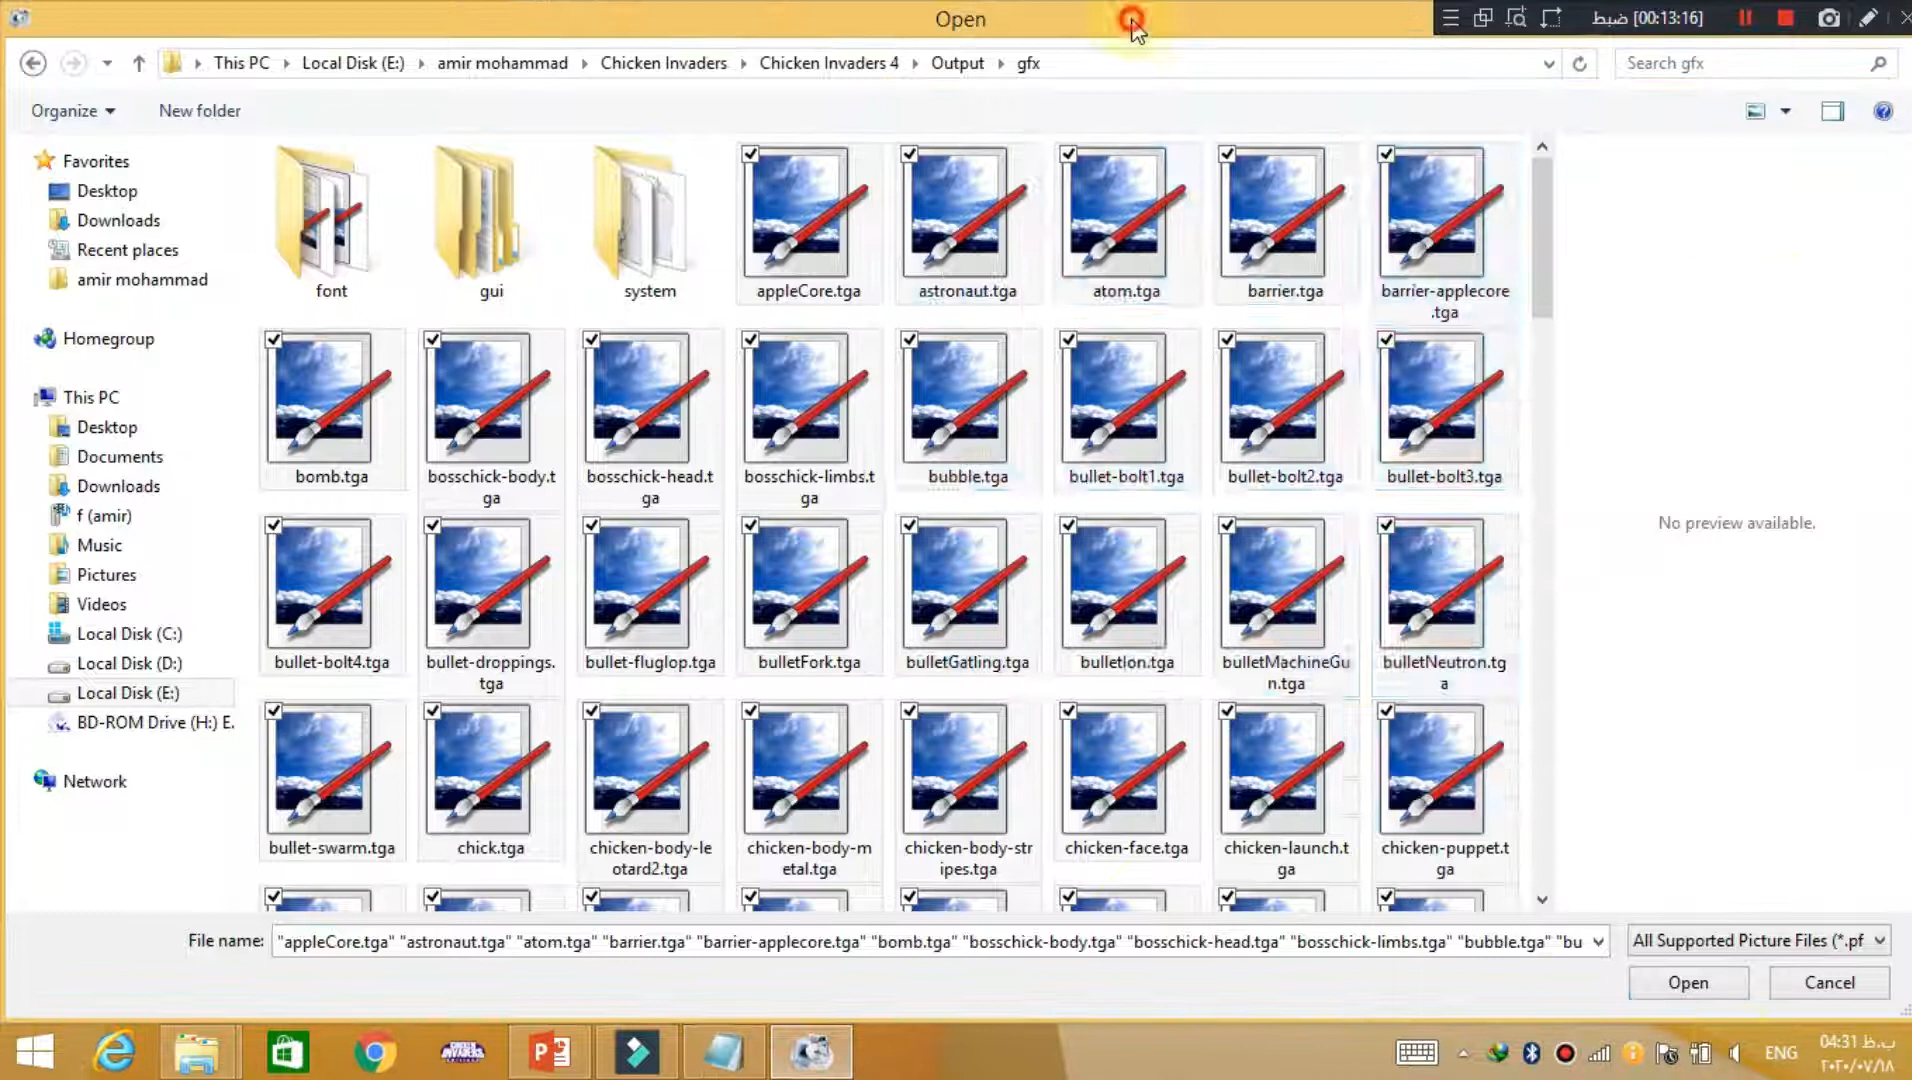 Open
ضبط [00:13:16]
This PC
Local Disk (E:)
amir mohammad
Chicken Invaders
Chicken Invaders 4
Output
gfx
Search gfx
Organize
New folder
Favorites
Desktop
Downloads
Recent places
amir mohammad
Homegroup
This PC
Desktop
Documents
Downloads
f (amir)
Music
Pictures
Videos
Local Disk (C:)
Local Disk (D:)
Local Disk (E:)
BD-ROM Drive (H:) E.
Network
font
gui
system
appleCore.tga
astronaut.tga
atom.tga
barrier.tga
barrier-applecore
.tga
bomb.tga
bosschick-body.t
ga
bosschick-head.t
ga
bosschick-limbs.t
ga
bubble.tga
bullet-bolt1.tga
bullet-bolt2.tga
bullet-bolt3.tga
bullet-bolt4.tga
bullet-droppings.
tga
bullet-fluglop.tga
bulletFork.tga
bulletGatling.tga
bulletIon.tga
bulletMachineGu
n.tga
bulletNeutron.tg
a
bullet-swarm.tga
chick.tga
chicken-body-le
otard2.tga
chicken-body-m
etal.tga
chicken-body-str
ipes.tga
chicken-face.tga
chicken-launch.t
ga
chicken-puppet.t
ga
No preview available.
File name:
"appleCore.tga" "astronaut.tga" "atom.tga" "barrier.tga" "barrier-applecore.tga" "bomb.tga" "bosschick-body.tga" "bosschick-head.tga" "bosschick-limbs.tga" "bubble.tga" "bu
All Supported Picture Files (*.pf
Open
Cancel
CHICKEN
INVADERS
ENG
04:31 ب.ظ
۲۰۲۰/۰۷/۱۸